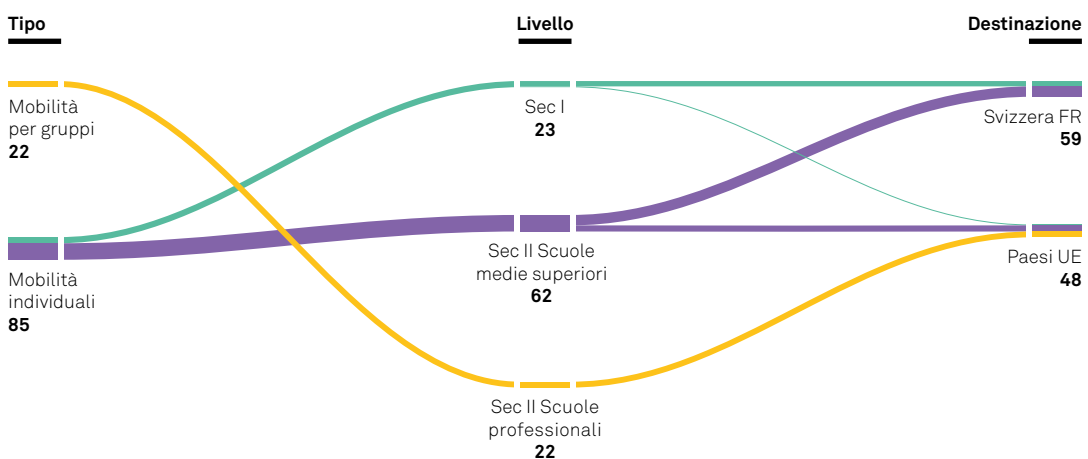 Tipo
Livello
Destinazione
Mobilità
per gruppi
22
Mobilità
individuali
85
Sec I
23
Sec II Scuole
medie superiori
62
Sec II Scuole
professionali
22
Svizzera FR
59
Paesi UE
48